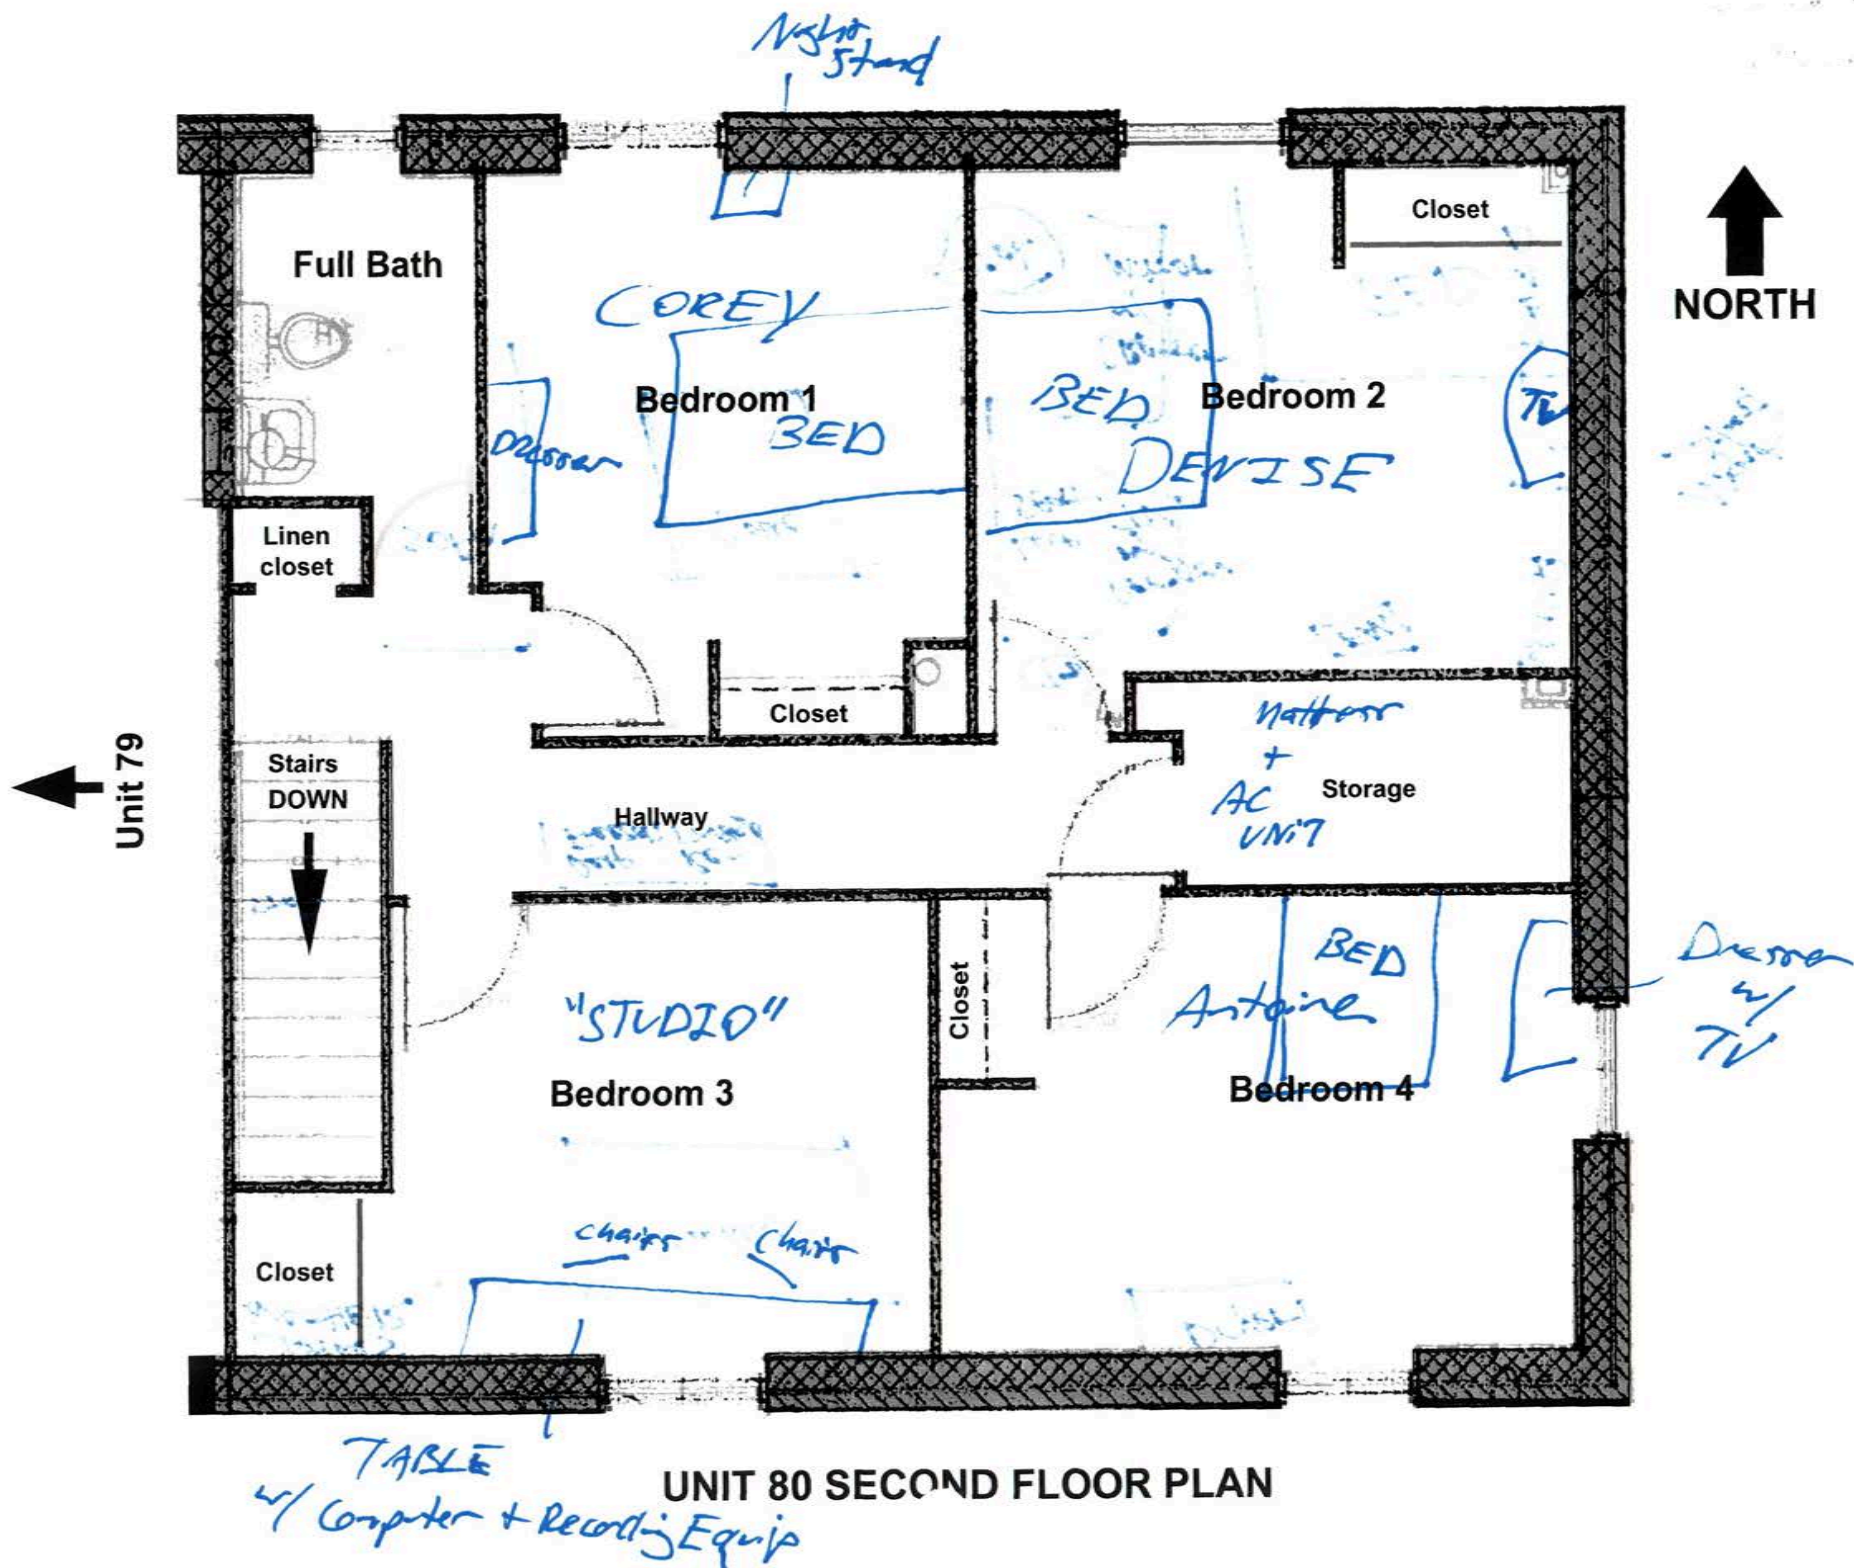 Night
Stand
Closet
NORTH
Full Bath
COREY
Bedroom 1
BED
Dresser
BED
Bedroom 2
DENISE
TV
Linen
closet
Closet
Unit 79
Stairs
DOWN
Hallway
Mattress
+
AC
UNiT
Storage
"STUDIO"
Bedroom 3
Closet
BED
Antoine
Bedroom 4
Dresser
w/
TV
chair
Chair
Closet
TABLE
w/ Computer + Recording Equip
UNIT 80 SECOND FLOOR PLAN